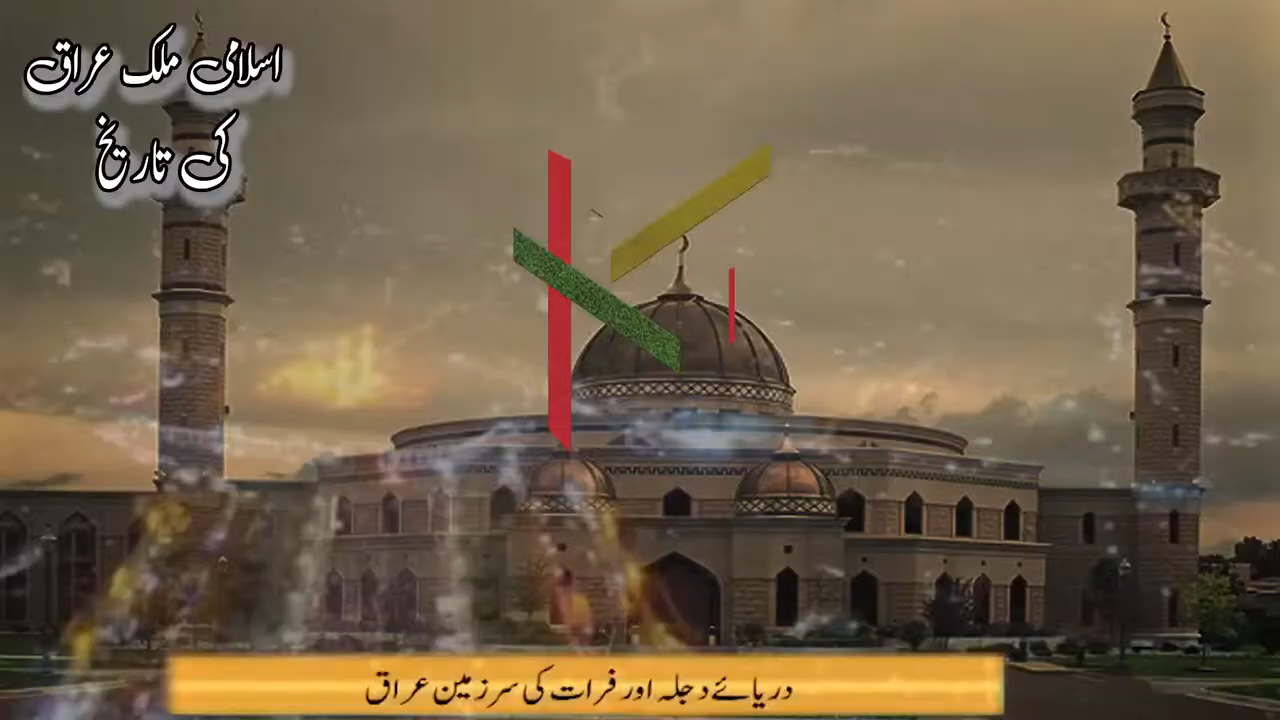 اسلامی ملک عراق
کی تاریخ
دریائے دجلہ اور فرات کی سرزمین عراق